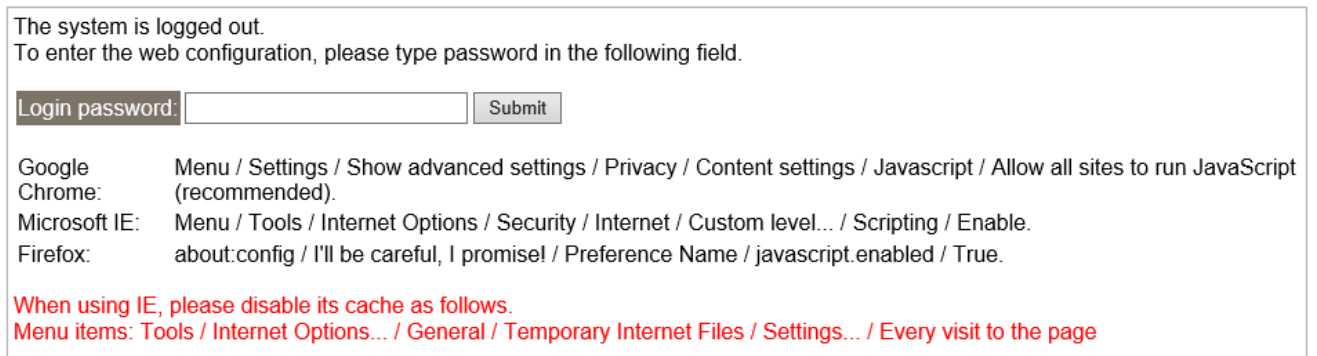 The system is logged out.
To enter the web configuration, please type password in the following field.
Login password: Submit
Google Chrome: Menu / Settings / Show advanced settings / Privacy / Content settings / Javascript / Allow all sites to run JavaScript (recommended).
Microsoft IE: Menu / Tools / Internet Options / Security / Internet / Custom level... / Scripting / Enable.
Firefox: about:config / I'll be careful, I promise! / Preference Name / javascript.enabled / True.
When using IE, please disable its cache as follows.
Menu items: Tools / Internet Options... / General / Temporary Internet Files / Settings... / Every visit to the page